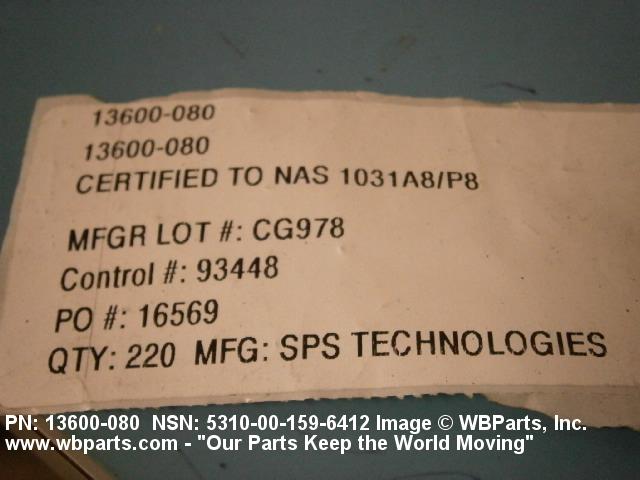 13600-080
13600-080
CERTIFIED TO NAS 1031A8/P8
MFGR LOT #: CG978
Control #: 93448
PO #: 16569
QTY: 220 MFG: SPS TECHNOLOGIES
PN: 13600-080 NSN: 5310-00-159-6412 Image © WBParts, Inc.
www.wbparts.com - "Our Parts Keep the World Moving"